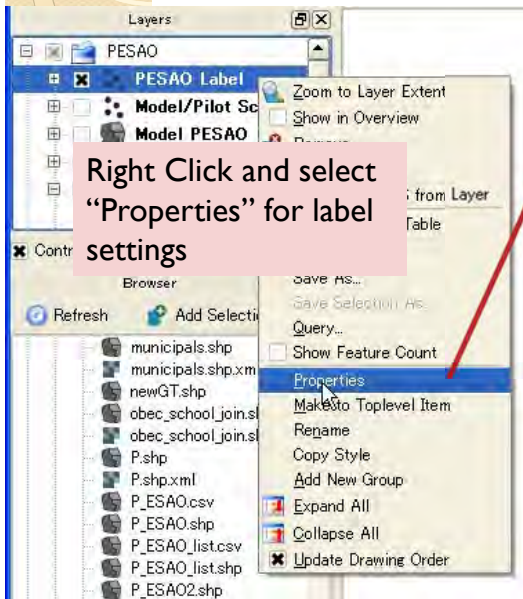 Layers
PESAO
PESAO Label
Model/Pilot Sc
Model PESAO
Right Click and select
"Properties" for label
settings
Contr
Browser
Refresh
Add Selecti
municipals.shp
municipals.shp.xm
newGT.shp
obec_school_join.s
obec_school_join.s
P.shp
P.shp.xml
P_ESAO.csv
P_ESAO.shp
P_ESAO_list.csv
P_ESAO_list.shp
P_ESAO2.shp
Zoom to Layer Extent
Show in Overview
from Layer
Table
Save As...
Save Selection As...
Query...
Show Feature Count
Properties
Make to Toplevel Item
Rename
Copy Style
Add New Group
Expand All
Collapse All
Update Drawing Order